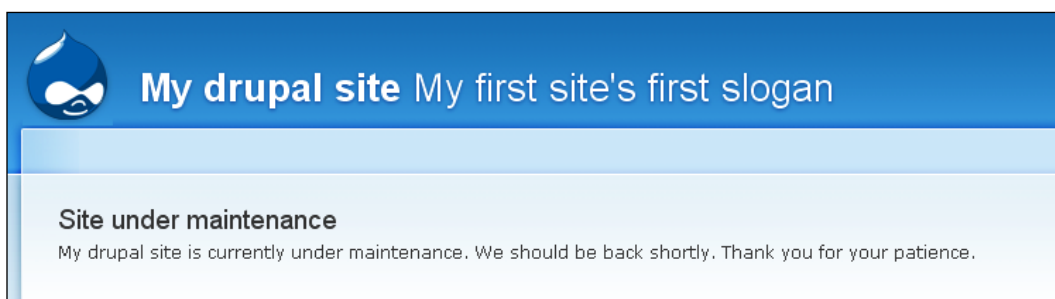 My drupal site My first site's first slogan
Site under maintenance
My drupal site is currently under maintenance. We should be back shortly. Thank you for your patience.